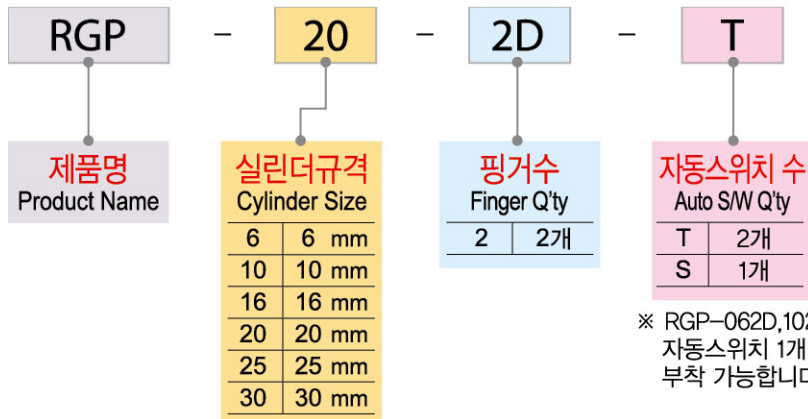 RGP - 20 - 2D - T
제품명
Product Name
실린더규격
Cylinder Size
6 6 mm
10 10 mm
16 16 mm
20 20 mm
25 25 mm
30 30 mm
핑거수
Finger Q'ty
2 2개
자동스위치 수
Auto S/W Q'ty
T 2개
S 1개
※ RGP-062D,102
자동스위치 1개
부착 가능합니다